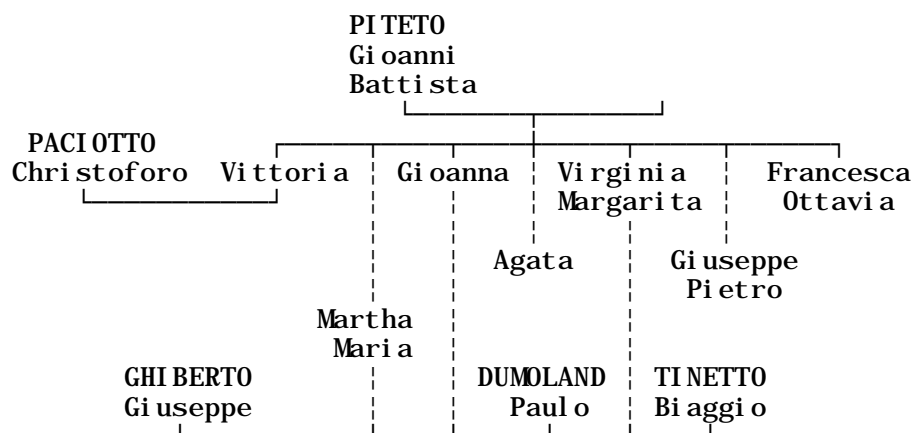 PITETO
Gioanni
Battista
PACIOTTO
Christoforo Vittoria Gioanna Virginia Francesca
Margarita Ottavia
Agata Giuseppe
Pietro
Martha
Maria
GHIBERTO DUMOLAND TINETTO
Giuseppe Paulo Biaggio